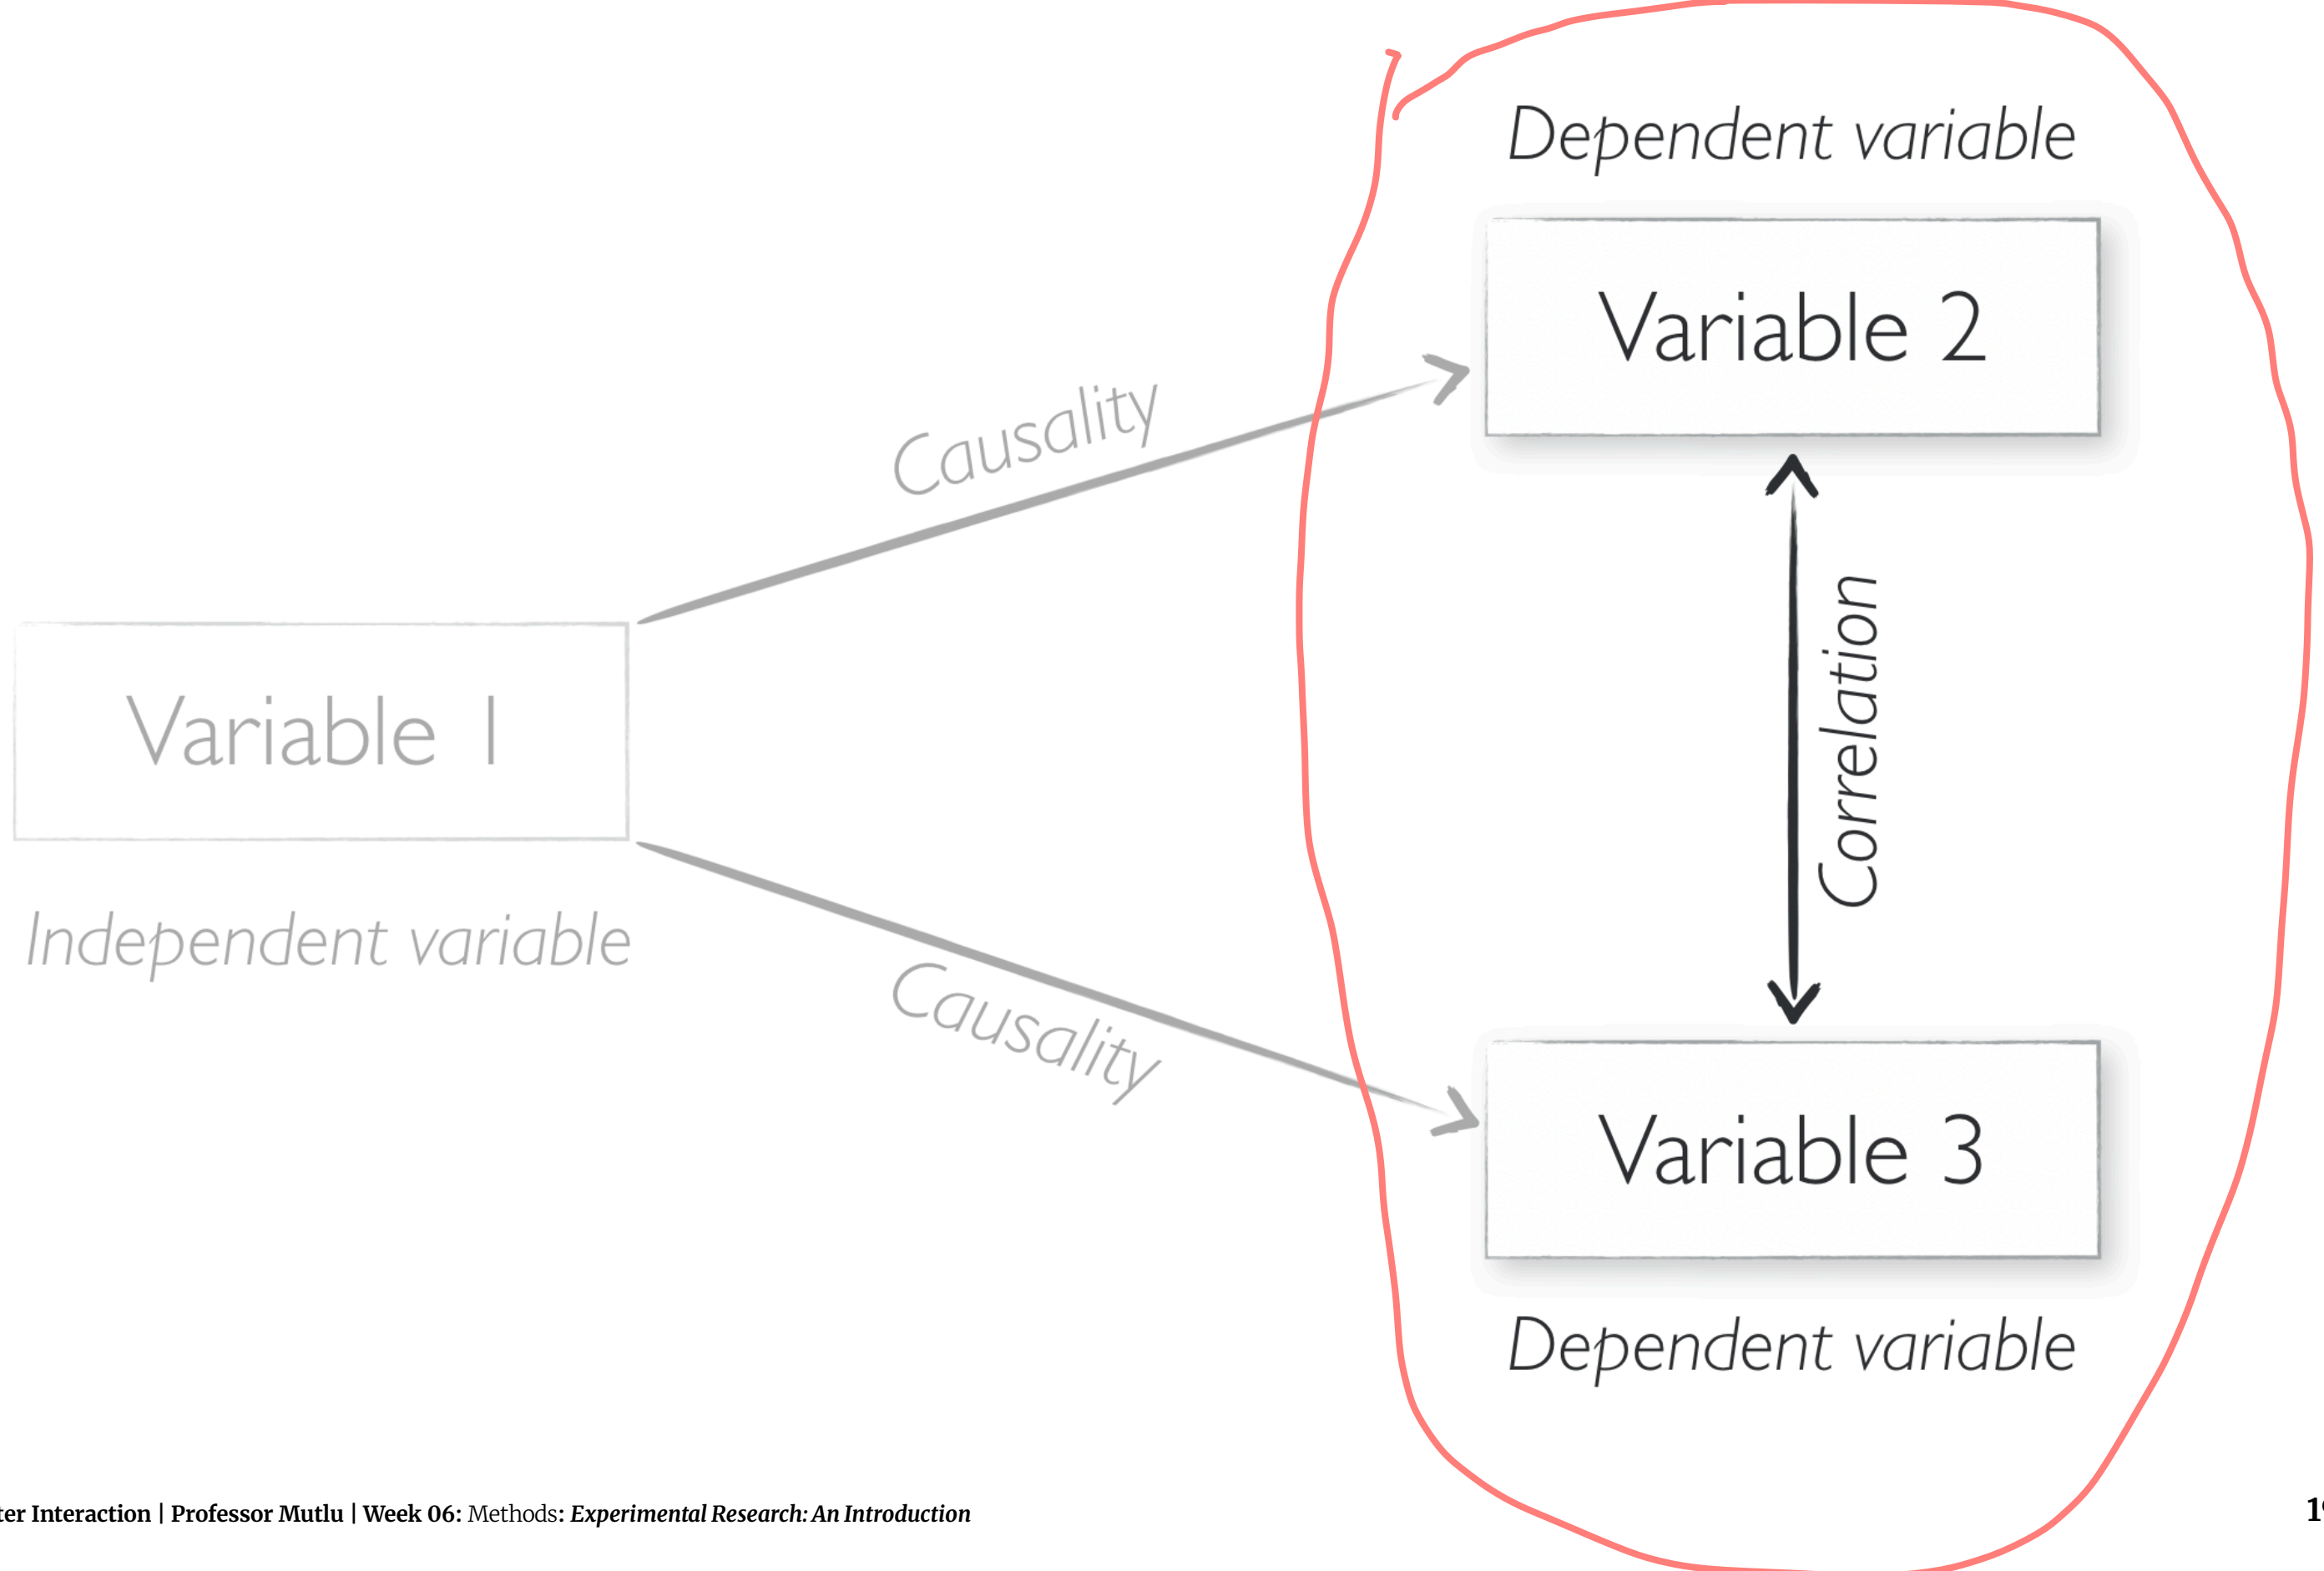 Dependent variable
Variable 2
Causality
Correlation
Variable 1
Independent variable
Causality
Variable 3
Dependent variable
Interaction | Professor Mutlu | Week 06: Methods: Experimental Research: An Introduction